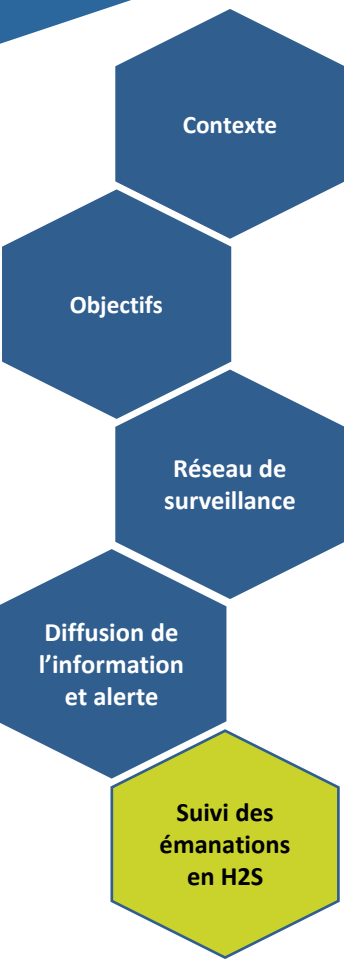 Contexte
Objectifs
Réseau de
surveillance
Diffusion de
l’information
et alerte
Suivi des
émanations
en H2S